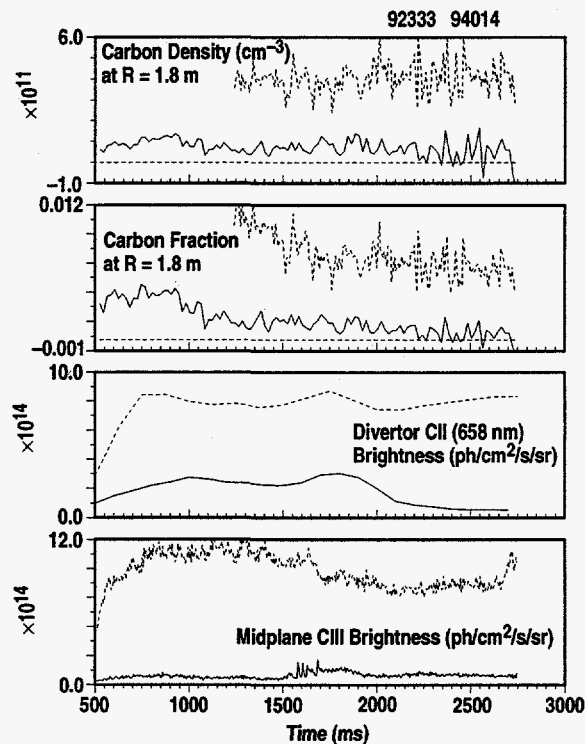 92333 94014
6.0
Carbon Density (cm⁻³)
at R = 1.8 m
×10¹¹
−1.0
0.012
Carbon Fraction
at R = 1.8 m
−0.001
10.0
×10¹⁴
Divertor CII (658 nm)
Brightness (ph/cm²/s/sr)
0.0
12.0
×10¹⁴
Midplane CIII Brightness (ph/cm²/s/sr)
0.0
500 1000 1500 2000 2500 3000
Time (ms)